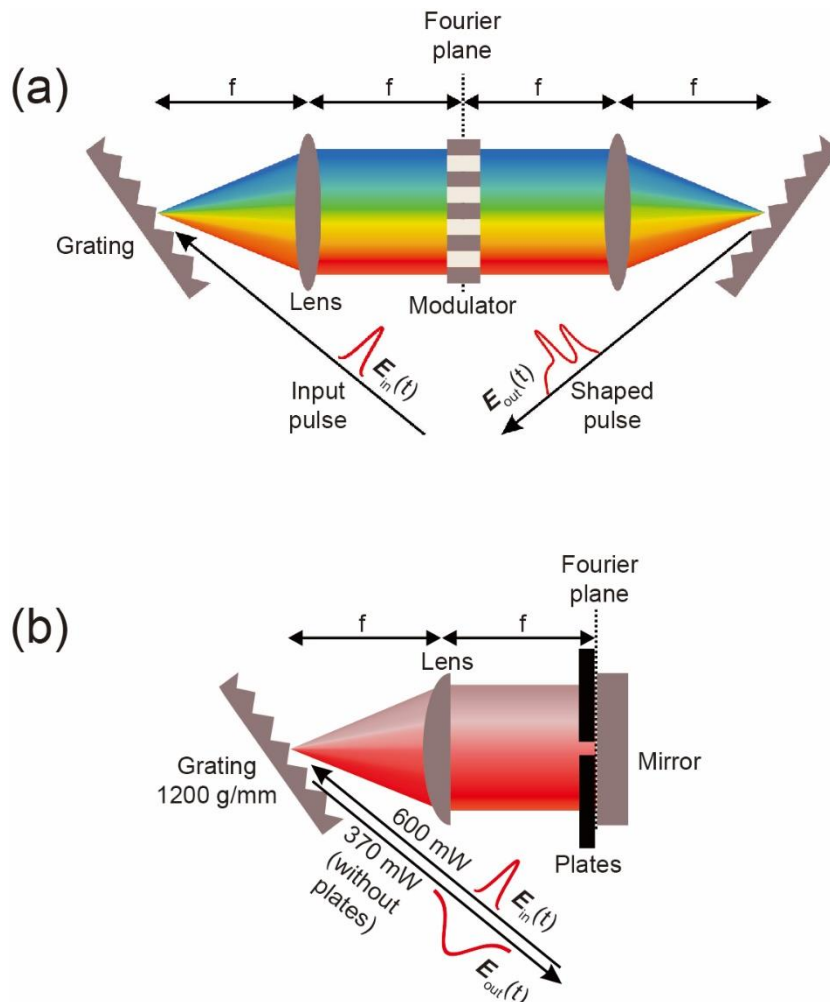 Fourier
plane
(a)
f f f f
Grating
Lens
Modulator
E_in(t)
E_out(t)
Input
pulse
Shaped
pulse
Fourier
plane
(b)
f f
Lens
Grating
1200 g/mm
Mirror
Plates
600 mW
370 mW
(without
plates)
E_in(t)
E_out(t)